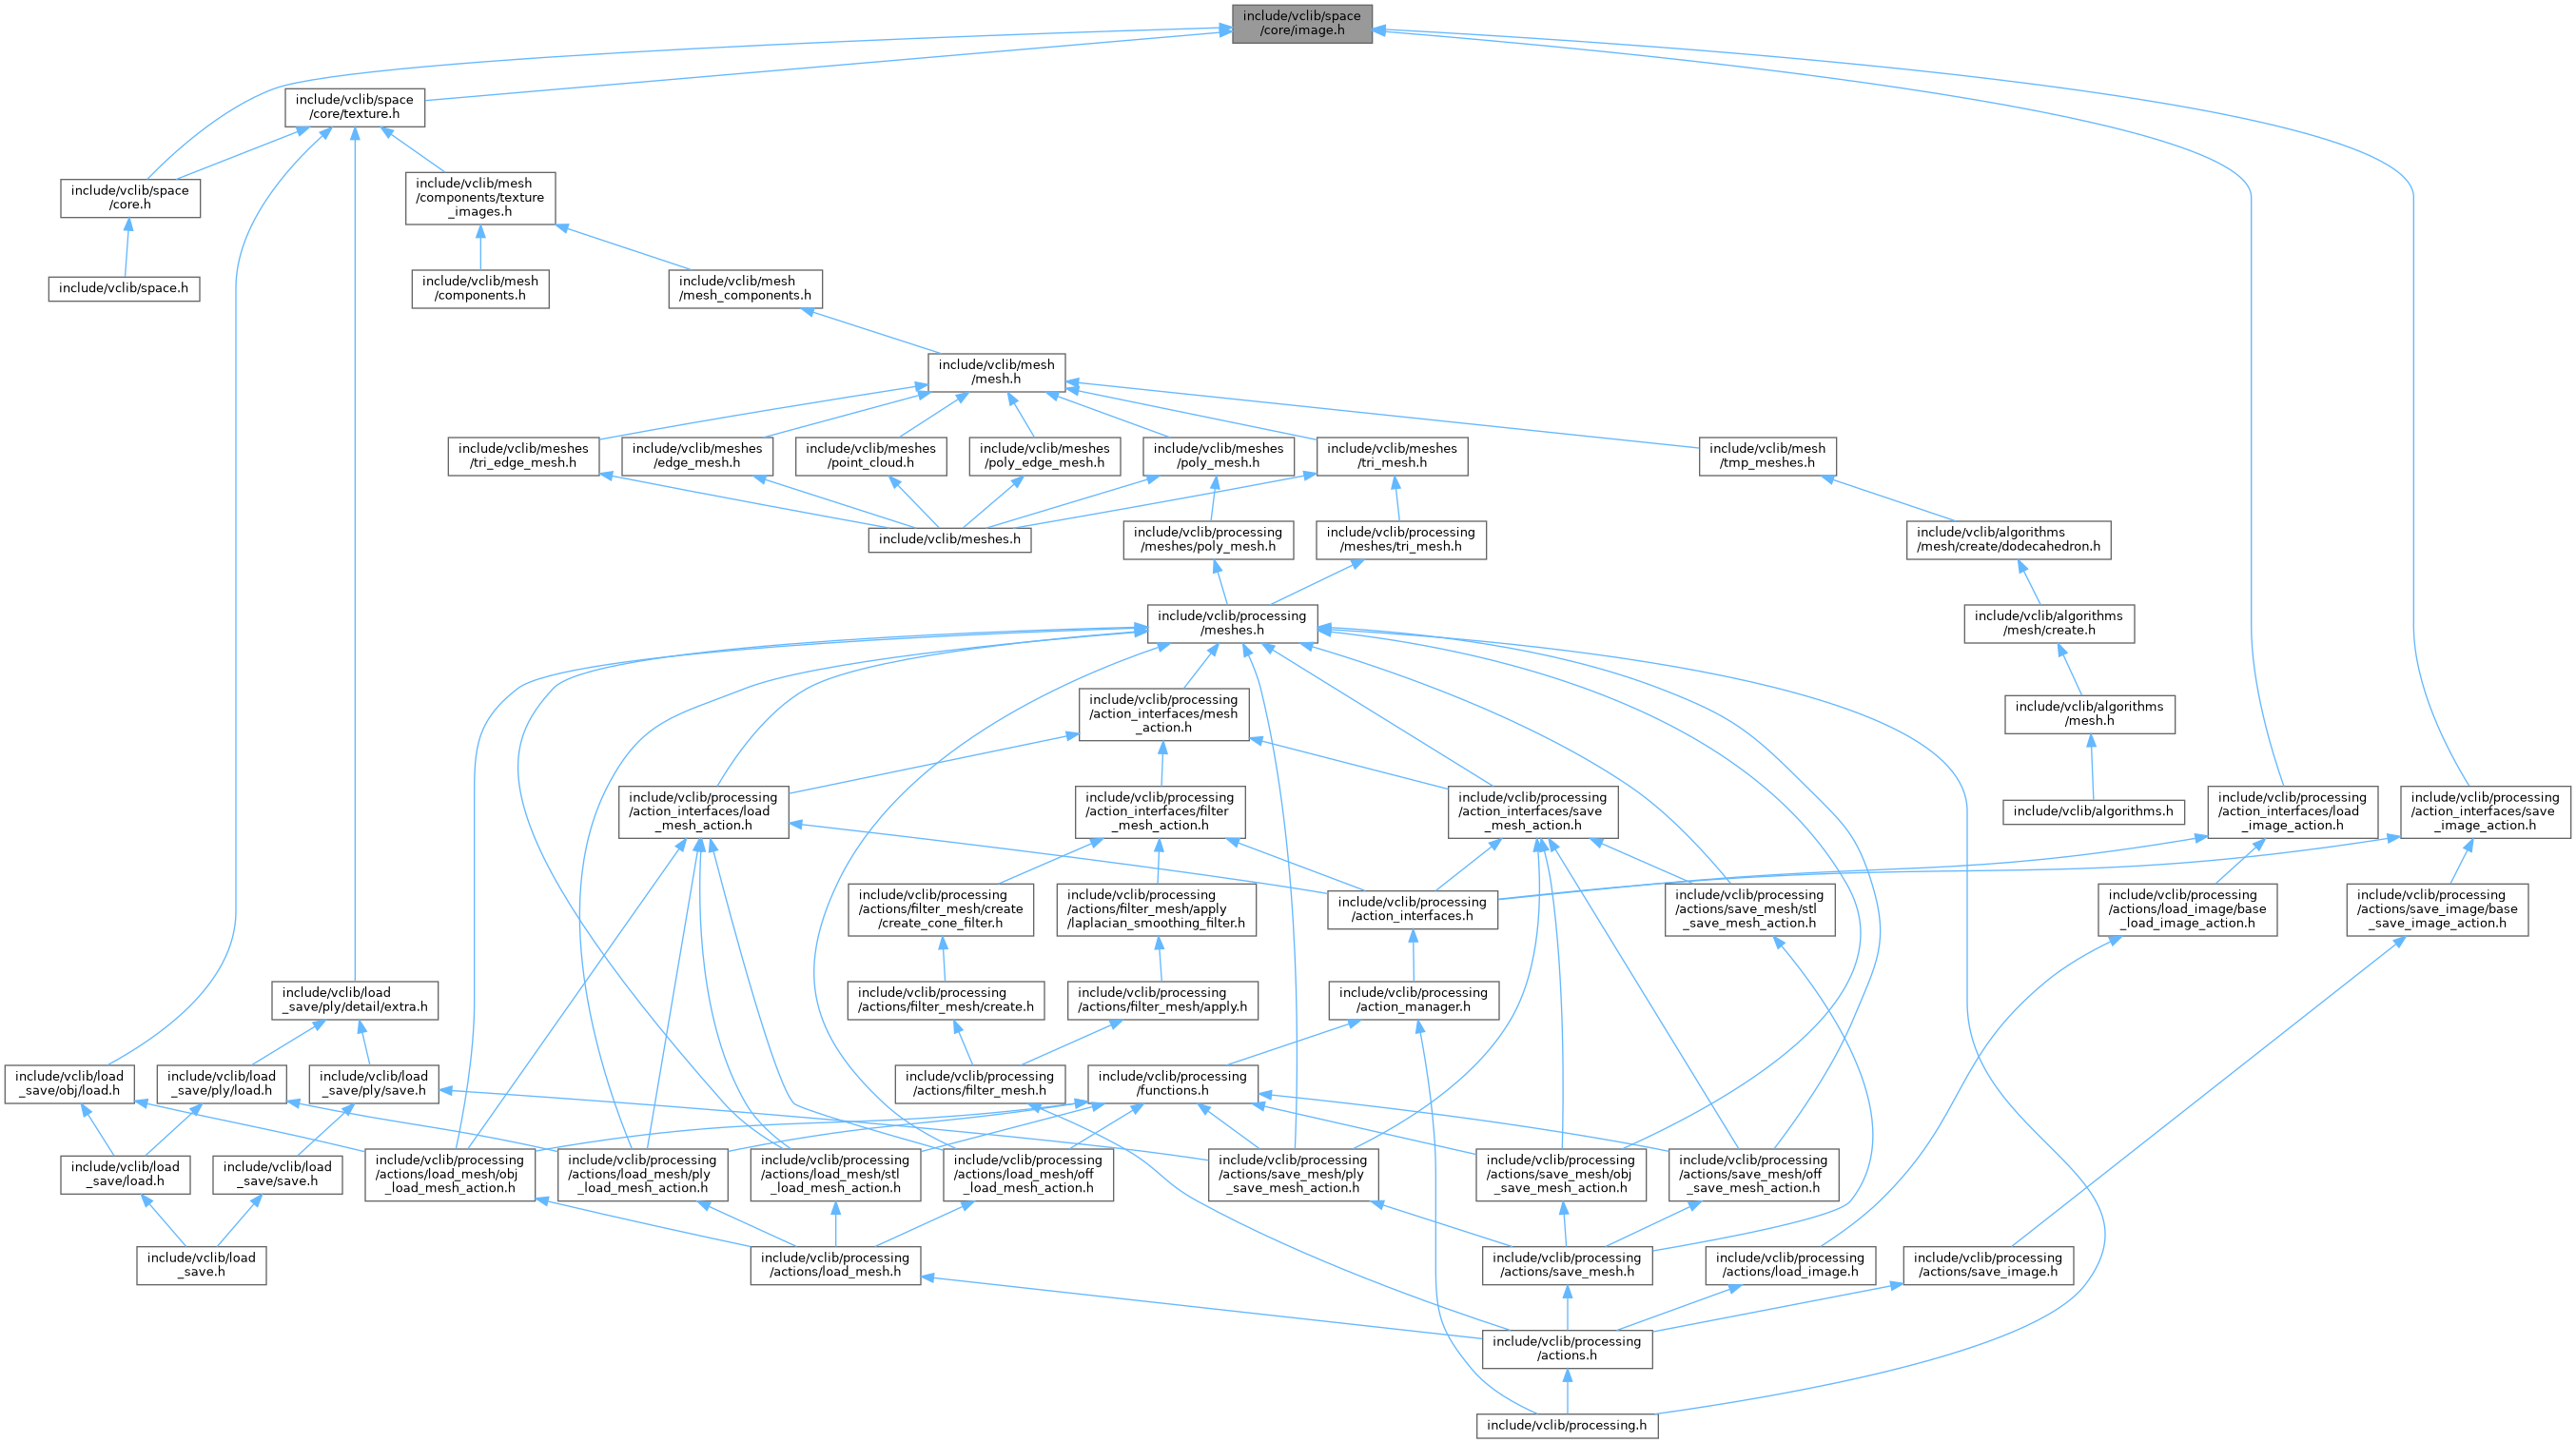 include/vclib/space
/core/image.h
include/vclib/space
/core/texture.h
include/vclib/space
/core.h
include/vclib/mesh
/components/texture
_images.h
include/vclib/space.h
include/vclib/mesh
/components.h
include/vclib/mesh
/mesh_components.h
include/vclib/mesh
/mesh.h
include/vclib/meshes
/tri_edge_mesh.h
include/vclib/meshes
/edge_mesh.h
include/vclib/meshes
/point_cloud.h
include/vclib/meshes
/poly_edge_mesh.h
include/vclib/meshes
/poly_mesh.h
include/vclib/meshes
/tri_mesh.h
include/vclib/mesh
/tmp_meshes.h
include/vclib/meshes.h
include/vclib/processing
/meshes/poly_mesh.h
include/vclib/processing
/meshes/tri_mesh.h
include/vclib/algorithms
/mesh/create/dodecahedron.h
include/vclib/processing
/meshes.h
include/vclib/algorithms
/mesh/create.h
include/vclib/processing
/action_interfaces/mesh
_action.h
include/vclib/algorithms
/mesh.h
include/vclib/processing
/action_interfaces/load
_mesh_action.h
include/vclib/processing
/action_interfaces/filter
_mesh_action.h
include/vclib/processing
/action_interfaces/save
_mesh_action.h
include/vclib/algorithms.h
include/vclib/processing
/action_interfaces/load
_image_action.h
include/vclib/processing
/action_interfaces/save
_image_action.h
include/vclib/processing
/actions/filter_mesh/create
/create_cone_filter.h
include/vclib/processing
/actions/filter_mesh/apply
/laplacian_smoothing_filter.h
include/vclib/processing
/action_interfaces.h
include/vclib/processing
/actions/save_mesh/stl
_save_mesh_action.h
include/vclib/processing
/actions/load_image/base
_load_image_action.h
include/vclib/processing
/actions/save_image/base
_save_image_action.h
include/vclib/load
_save/ply/detail/extra.h
include/vclib/processing
/actions/filter_mesh/create.h
include/vclib/processing
/actions/filter_mesh/apply.h
include/vclib/processing
/action_manager.h
include/vclib/load
_save/obj/load.h
include/vclib/load
_save/ply/load.h
include/vclib/load
_save/ply/save.h
include/vclib/processing
/actions/filter_mesh.h
include/vclib/processing
/functions.h
include/vclib/load
_save/load.h
include/vclib/load
_save/save.h
include/vclib/processing
/actions/load_mesh/obj
_load_mesh_action.h
include/vclib/processing
/actions/load_mesh/ply
_load_mesh_action.h
include/vclib/processing
/actions/load_mesh/stl
_load_mesh_action.h
include/vclib/processing
/actions/load_mesh/off
_load_mesh_action.h
include/vclib/processing
/actions/save_mesh/ply
_save_mesh_action.h
include/vclib/processing
/actions/save_mesh/obj
_save_mesh_action.h
include/vclib/processing
/actions/save_mesh/off
_save_mesh_action.h
include/vclib/load
_save.h
include/vclib/processing
/actions/load_mesh.h
include/vclib/processing
/actions/save_mesh.h
include/vclib/processing
/actions/load_image.h
include/vclib/processing
/actions/save_image.h
include/vclib/processing
/actions.h
include/vclib/processing.h